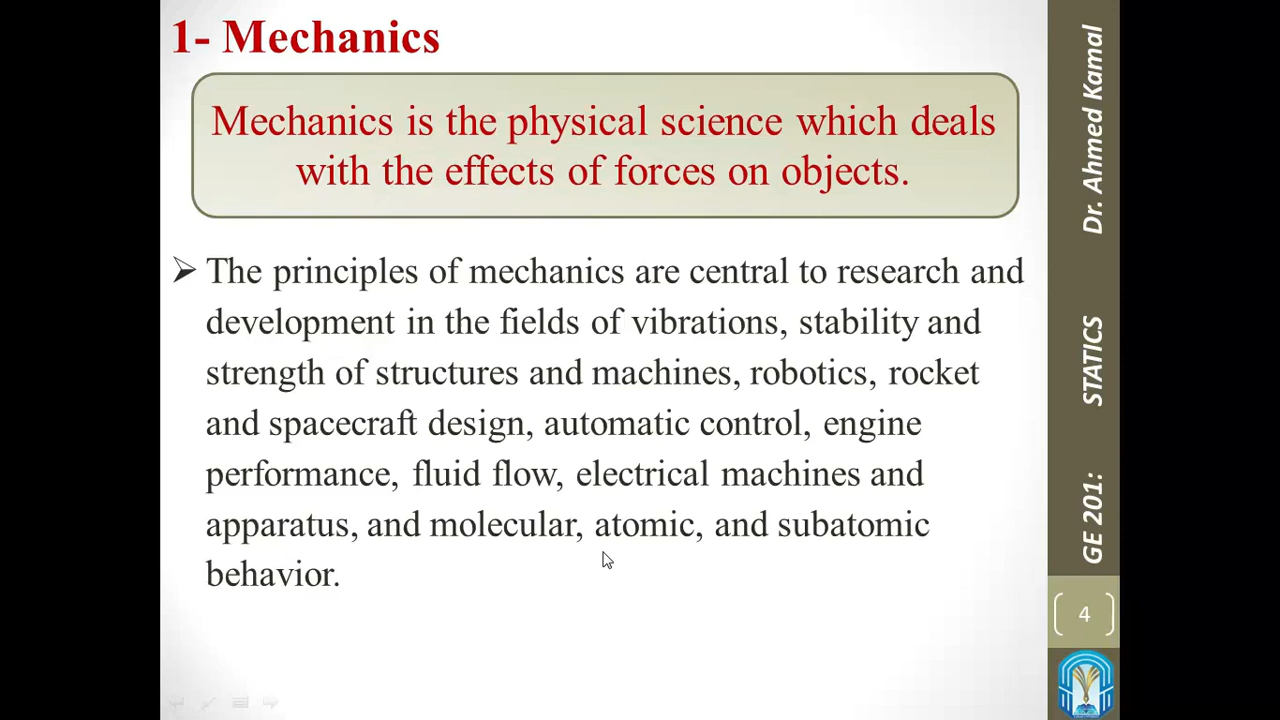 1- Mechanics
Mechanics is the physical science which deals
with the effects of forces on objects.
➢ The principles of mechanics are central to research and
development in the fields of vibrations, stability and
strength of structures and machines, robotics, rocket
and spacecraft design, automatic control, engine
performance, fluid flow, electrical machines and
apparatus, and molecular, atomic, and subatomic
behavior.
GE 201: STATICS Dr. Ahmed Kamal
4